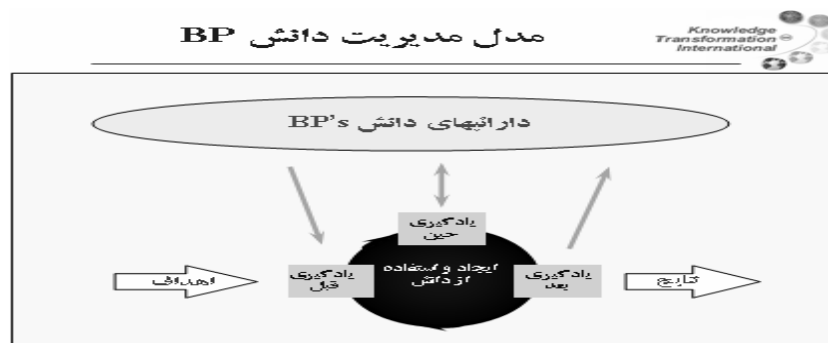 مدل مدیریت دانش BP
Knowledge
Transformation
International
دارائیهای دانش BP's
یادگیری
حین
ایجاد و استفاده
از دانش
اهداف
یادگیری
قبل
یادگیری
بعد
نتایج